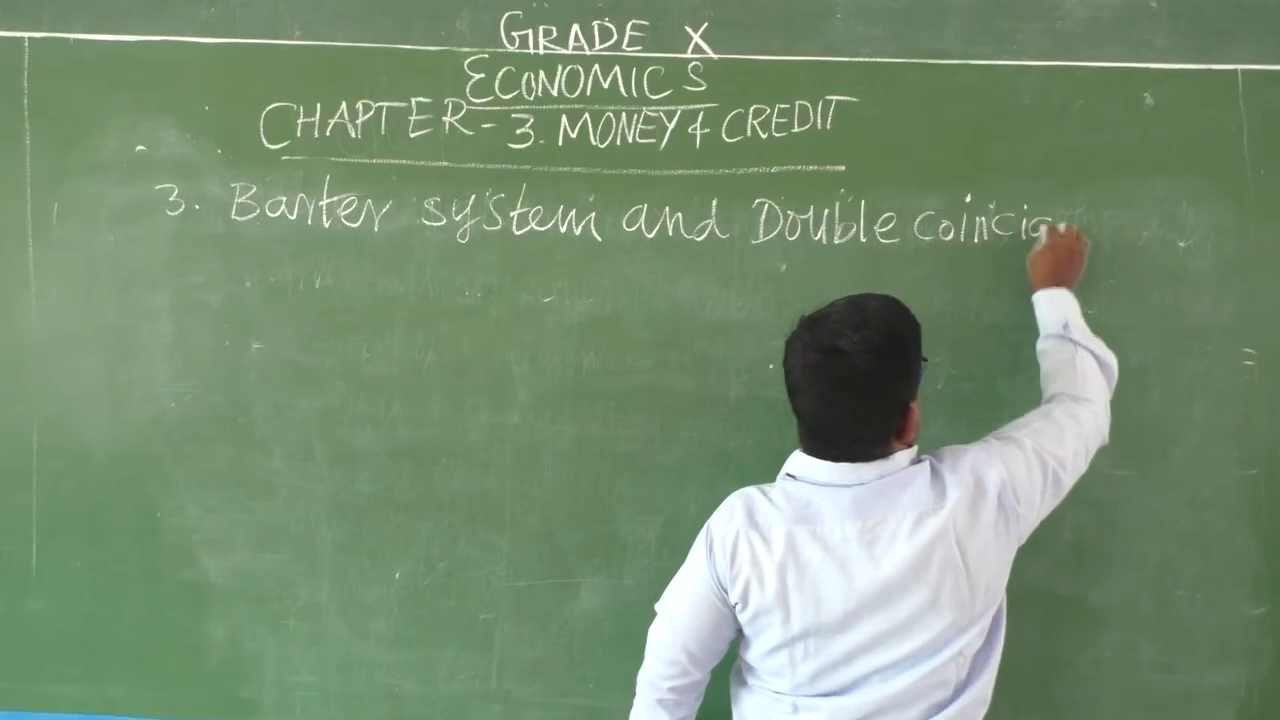 GRADE X
ECONOMICS
CHAPTER - 3. MONEY & CREDIT
3. Barter system and Double